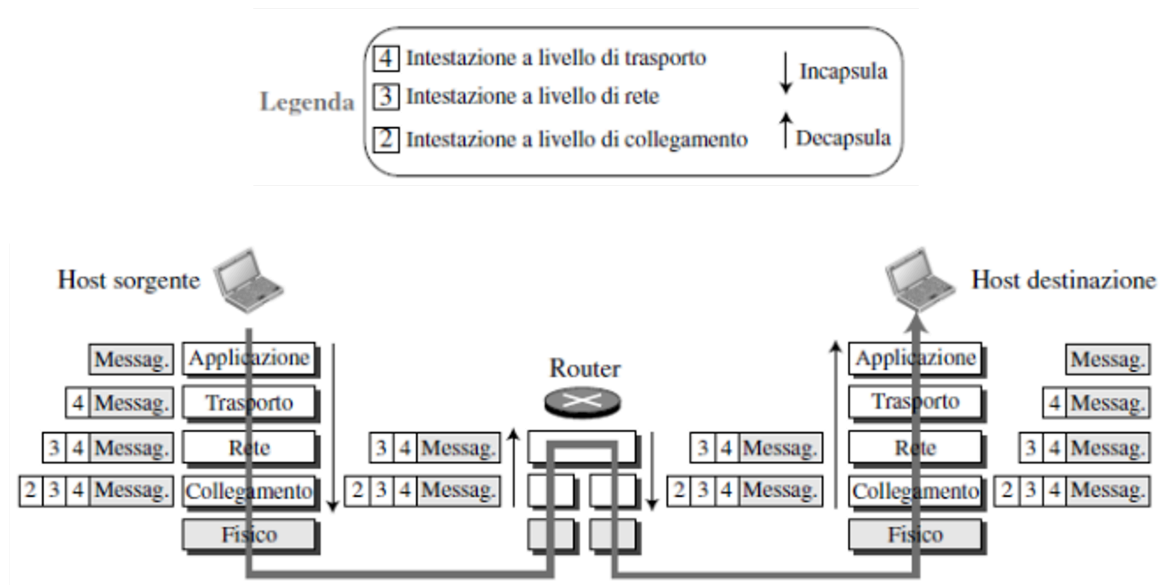 Legenda
4 Intestazione a livello di trasporto
3 Intestazione a livello di rete
2 Intestazione a livello di collegamento
Incapsula
Decapsula
Host sorgente
Host destinazione
Router
Messag. Applicazione
4 Messag. Trasporto
3 4 Messag. Rete
2 3 4 Messag. Collegamento
Fisico
3 4 Messag.
2 3 4 Messag.
3 4 Messag.
2 3 4 Messag.
Applicazione Messag.
Trasporto 4 Messag.
Rete 3 4 Messag.
Collegamento 2 3 4 Messag.
Fisico